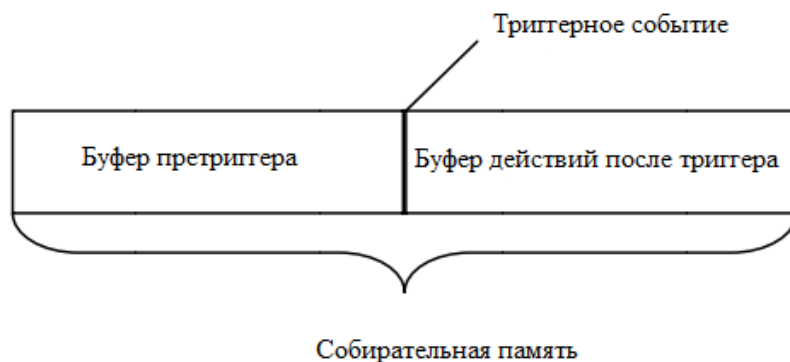 Триггерное событие
Буфер претриггера
Буфер действий после триггера
Собирательная память